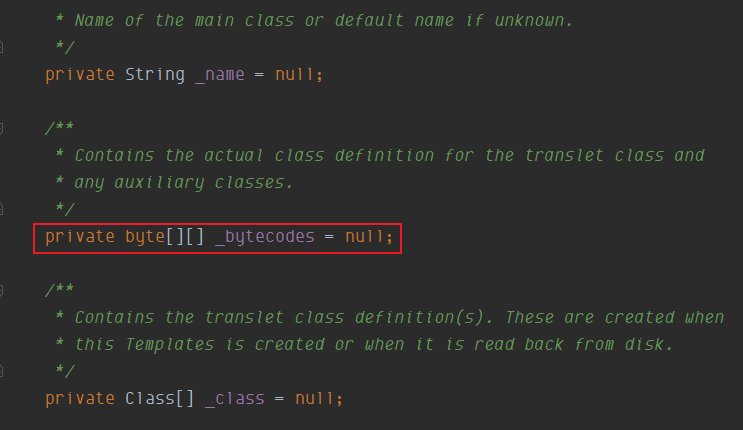 * Name of the main class or default name if unknown.
*/
private String _name = null;
/**
* Contains the actual class definition for the translet class and
* any auxiliary classes.
*/
private byte[][] _bytecodes = null;
/**
* Contains the translet class definition(s). These are created when
* this Templates is created or when it is read back from disk.
*/
private Class[] _class = null;